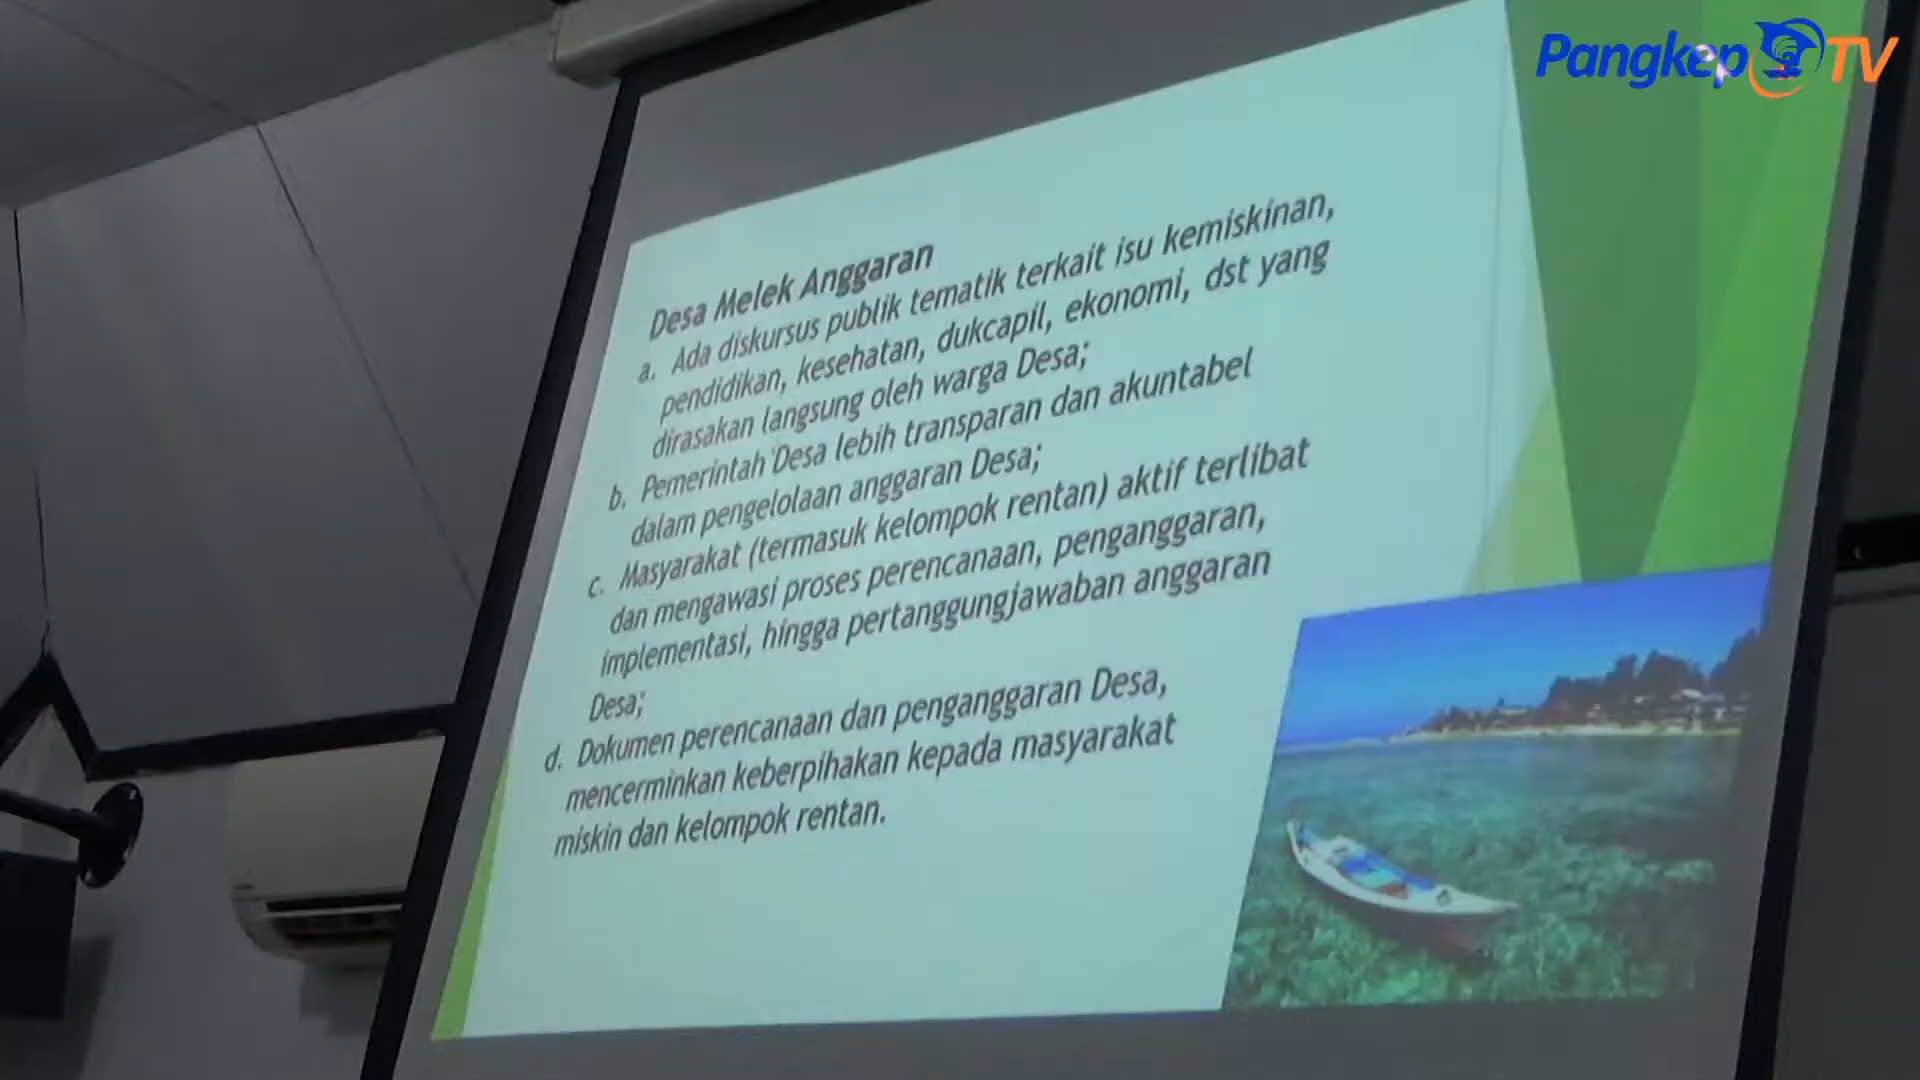 Pangkep TV
Desa Melek Anggaran
a. Ada diskursus publik tematik terkait isu kemiskinan,
pendidikan, kesehatan, dukcapil, ekonomi, dst yang
dirasakan langsung oleh warga Desa;
b. Pemerintah Desa lebih transparan dan akuntabel
dalam pengelolaan anggaran Desa;
c. Masyarakat (termasuk kelompok rentan) aktif terlibat
dan mengawasi proses perencanaan, penganggaran,
implementasi, hingga pertanggungjawaban anggaran
Desa;
d. Dokumen perencanaan dan penganggaran Desa,
mencerminkan keberpihakan kepada masyarakat
miskin dan kelompok rentan.